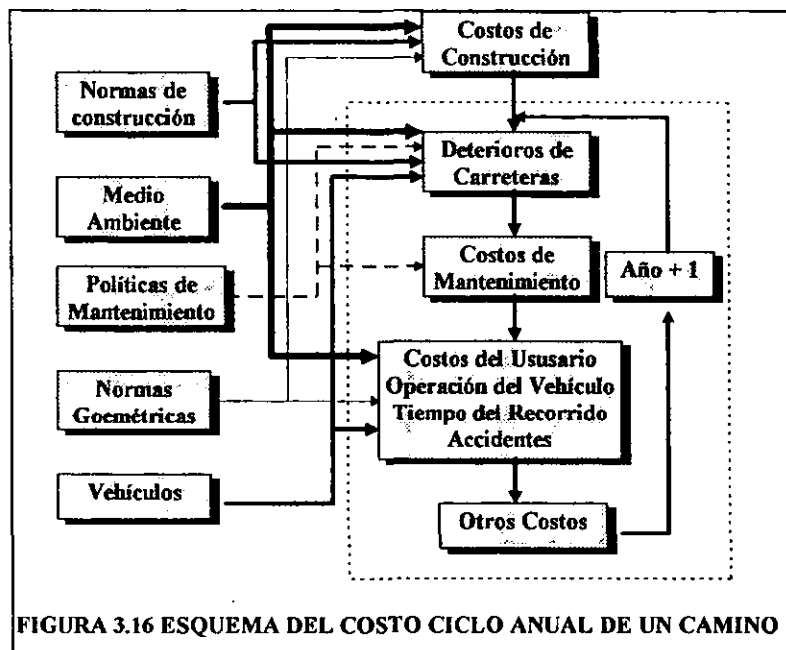 Costos de
Construcción
Normas de
construcción
Deterioros de
Carreteras
Medio
Ambiente
Costos de
Mantenimiento
Año + 1
Políticas de
Mantenimiento
Costos del Ususario
Operación del Vehículo
Tiempo del Recorrido
Accidentes
Normas
Goemétricas
Vehículos
Otros Costos
FIGURA 3.16 ESQUEMA DEL COSTO CICLO ANUAL DE UN CAMINO